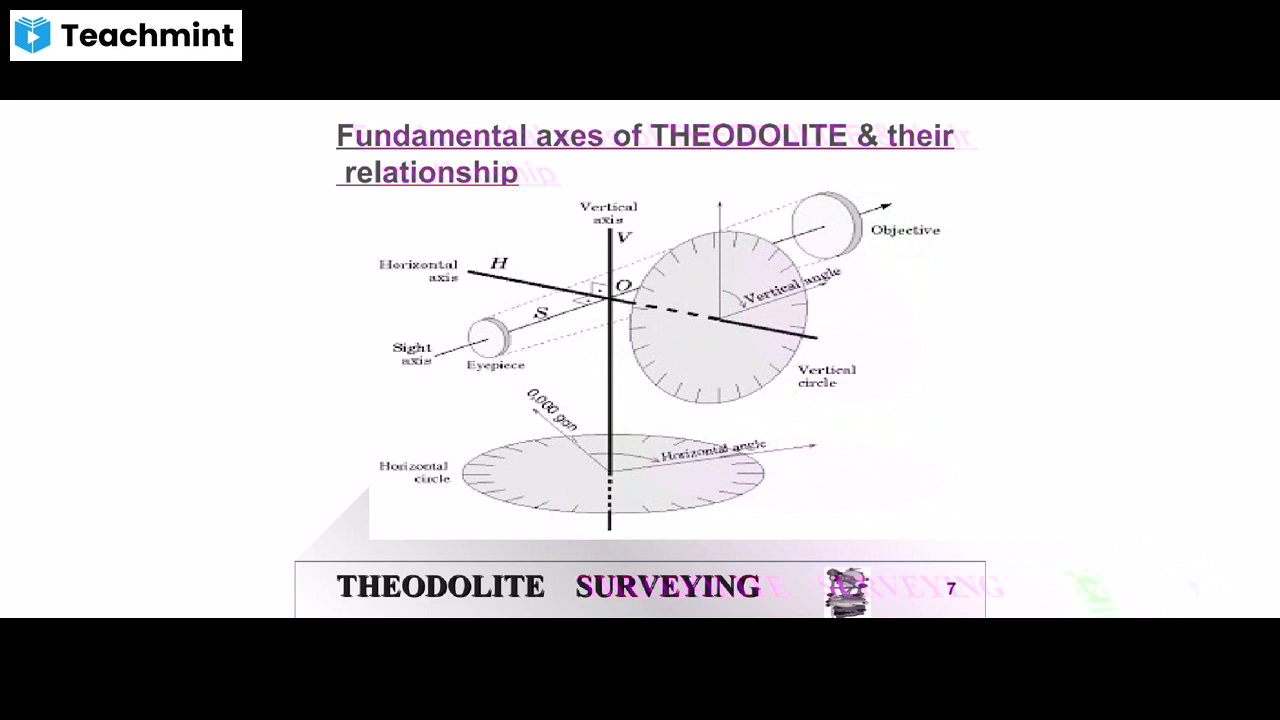 Teachmint
Fundamental axes of THEODOLITE & their
relationship
Vertical
axis
V
Horizontal
axis
H
O
S
Sight
axis
Eyepiece
Objective
Vertical angle
Vertical
circle
0,000 gon
Horizontal angle
Horizontal
circle
THEODOLITE SURVEYING
7